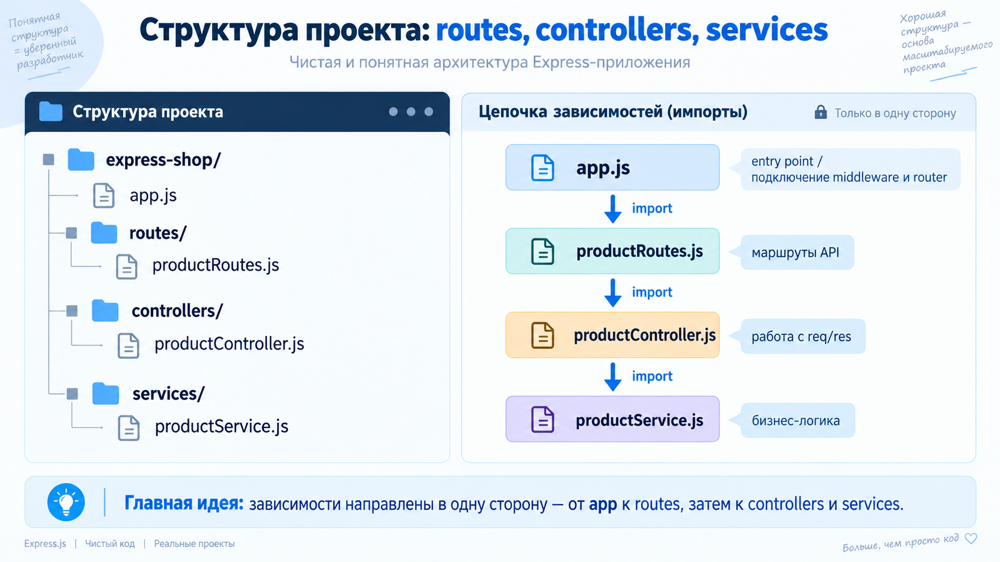 Понятная
структура
= уверенный
разработчик
Структура проекта: routes, controllers, services
Чистая и понятная архитектура Express-приложения
Хорошая
структура —
основа
масштабируемого
проекта
Структура проекта
express-shop/
app.js
routes/
productRoutes.js
controllers/
productController.js
services/
productService.js
Цепочка зависимостей (импорты)
Только в одну сторону
app.js
entry point /
подключение middleware и router
import
productRoutes.js
маршруты API
import
productController.js
работа с req/res
import
productService.js
бизнес-логика
Главная идея: зависимости направлены в одну сторону — от app к routes, затем к controllers и services.
Express.js | Чистый код | Реальные проекты
Больше, чем просто код